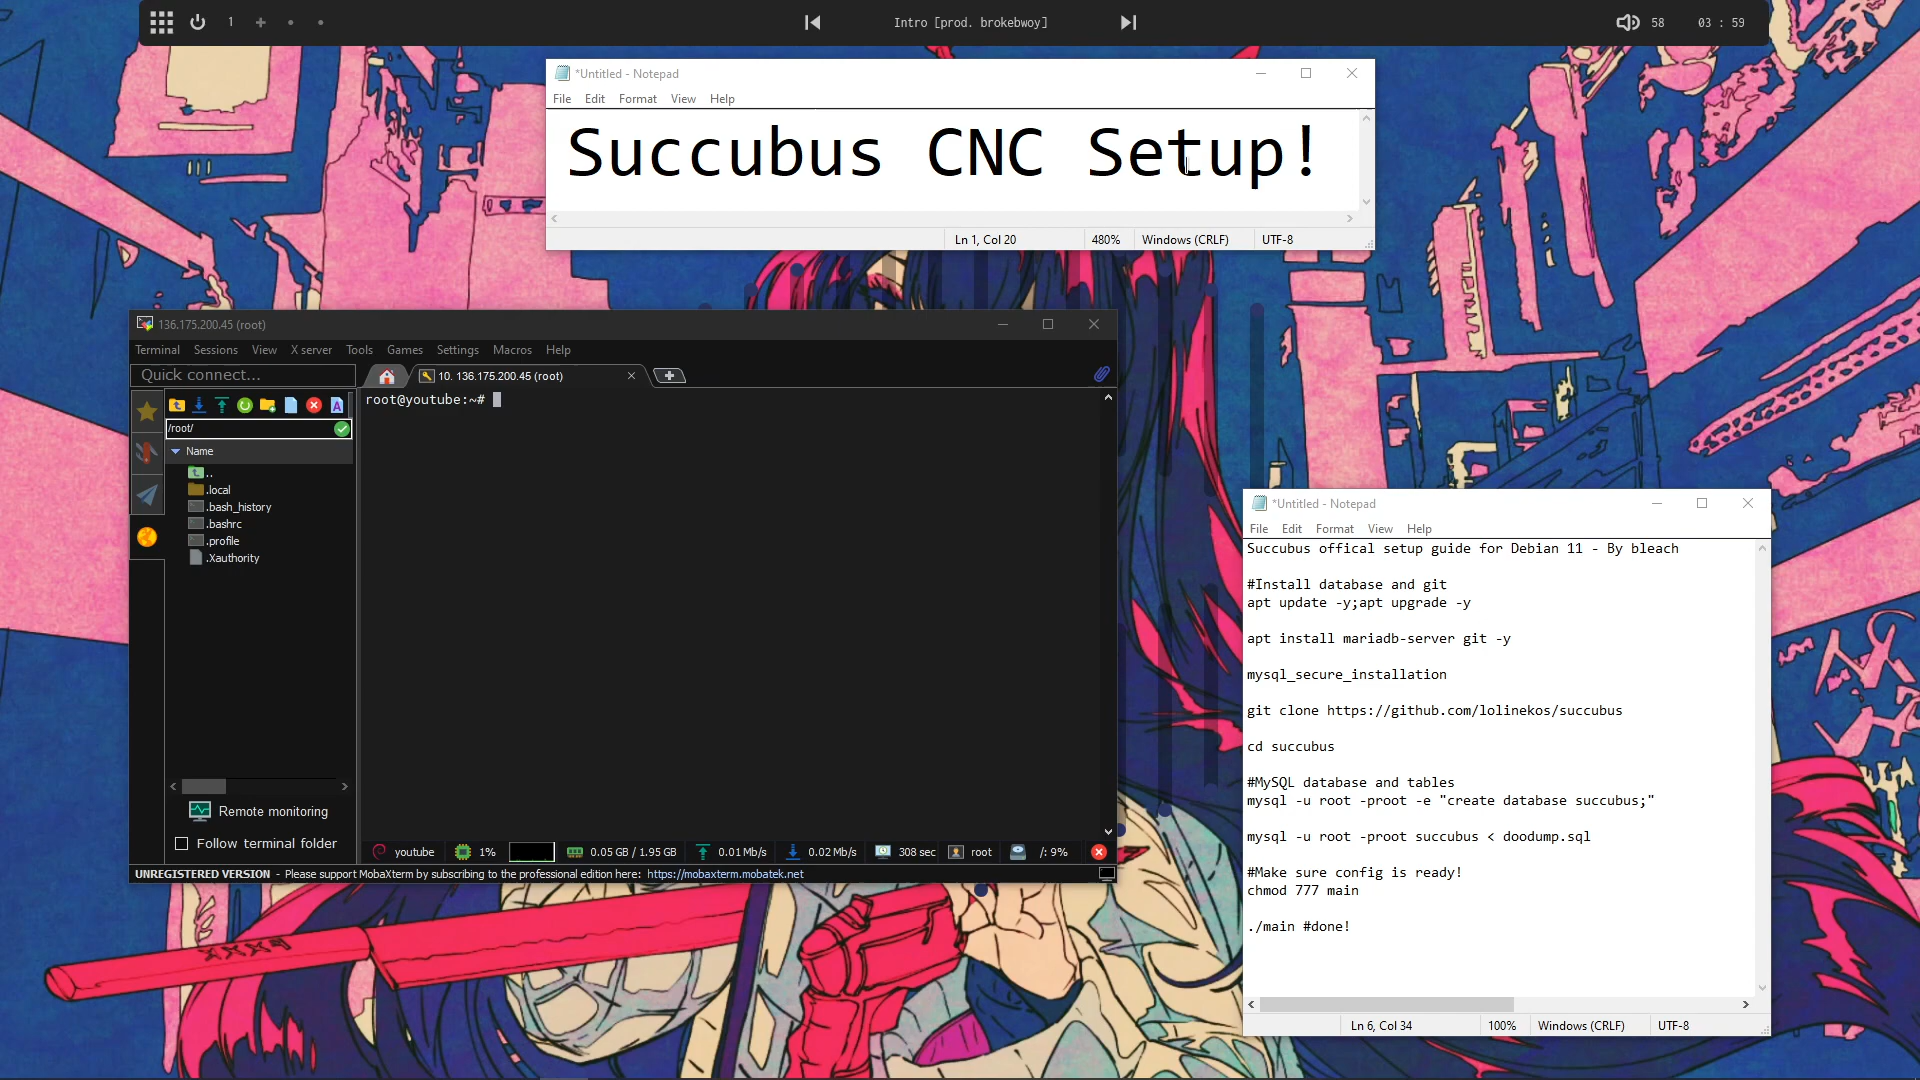 1
Intro [prod. brokebwoy]
58
03 : 59
*Untitled - Notepad
File Edit Format View Help
Succubus CNC Setup!
Ln 1, Col 20
480%
Windows (CRLF)
UTF-8
136.175.200.45 (root)
Terminal Sessions View X server Tools Games Settings Macros Help
Quick connect...
10. 136.175.200.45 (root)
/root/
root@youtube:~#
Name
..
.local
.bash_history
.bashrc
.profile
.Xauthority
Remote monitoring
Follow terminal folder
youtube 1% 0.05 GB / 1.95 GB 0.01 Mb/s 0.02 Mb/s 308 sec root /: 9%
UNREGISTERED VERSION - Please support MobaXterm by subscribing to the professional edition here: https://mobaxterm.mobatek.net
*Untitled - Notepad
File Edit Format View Help
Succubus offical setup guide for Debian 11 - By bleach
#Install database and git
apt update -y;apt upgrade -y
apt install mariadb-server git -y
mysql_secure_installation
git clone https://github.com/lolinekos/succubus
cd succubus
#MySQL database and tables
mysql -u root -proot -e "create database succubus;"
mysql -u root -proot succubus < doodump.sql
#Make sure config is ready!
chmod 777 main
./main #done!
Ln 6, Col 34
100%
Windows (CRLF)
UTF-8